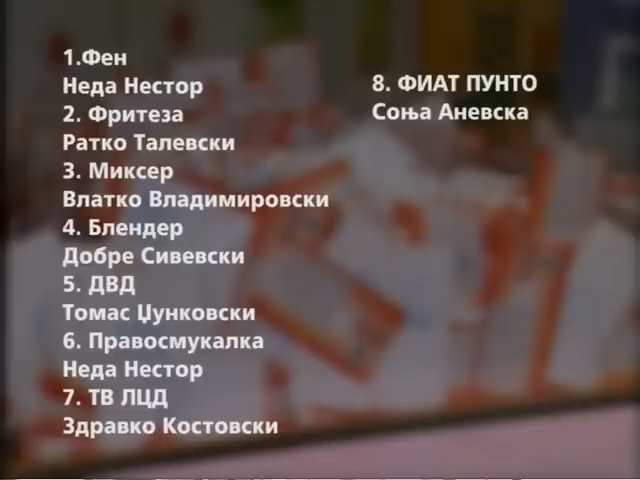 1.Фен
Неда Нестор
2. Фритеза
Ратко Талевски
3. Миксер
Влатко Владимировски
4. Блендер
Добре Сивевски
5. ДВД
Томас Џунковски
6. Правосмукалка
Неда Нестор
7. ТВ ЛЦД
Здравко Костовски
8. ФИАТ ПУНТО
Соња Аневска